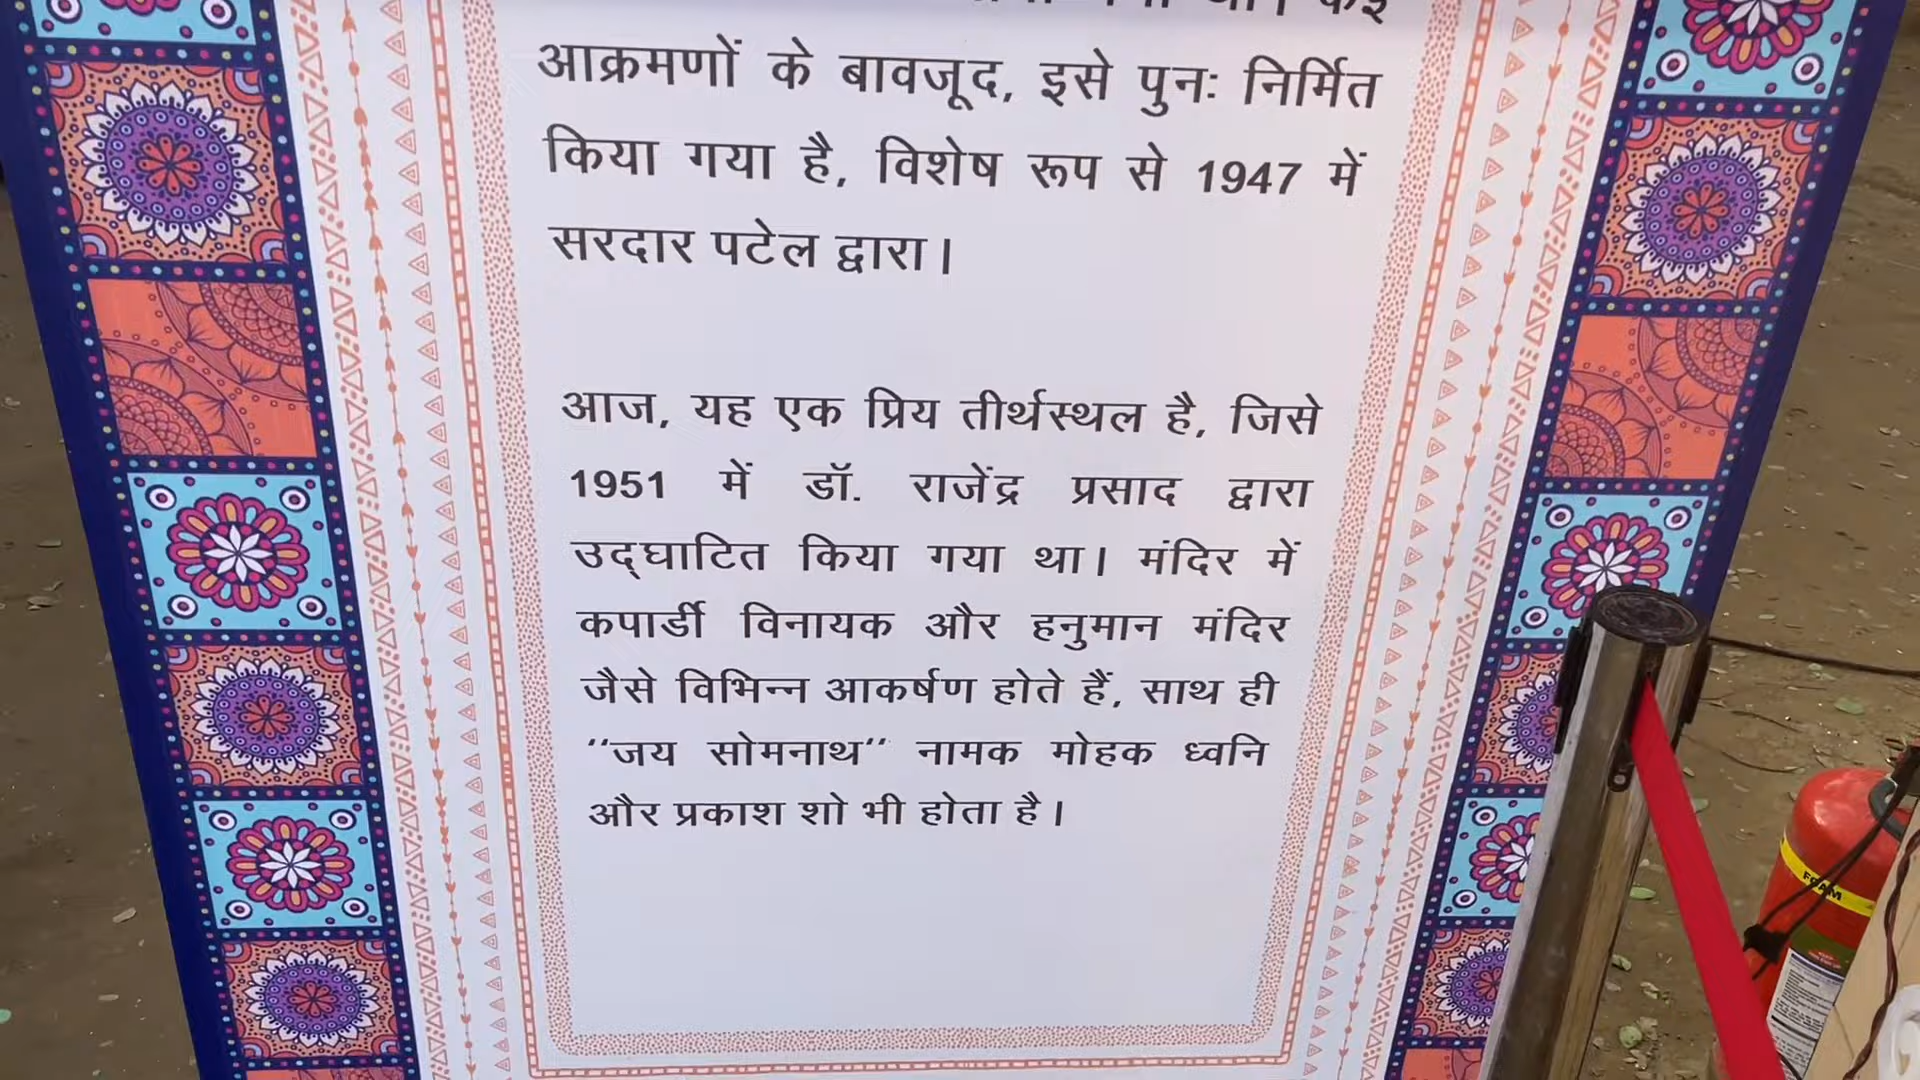 आक्रमणों के बावजूद, इसे पुनः निर्मित
किया गया है, विशेष रूप से 1947 में
सरदार पटेल द्वारा।
आज, यह एक प्रिय तीर्थस्थल है, जिसे
1951 में डॉ. राजेंद्र प्रसाद द्वारा
उद्घाटित किया गया था। मंदिर में
कपार्डी विनायक और हनुमान मंदिर
जैसे विभिन्न आकर्षण होते हैं, साथ ही
''जय सोमनाथ'' नामक मोहक ध्वनि
और प्रकाश शो भी होता है।
FOAM